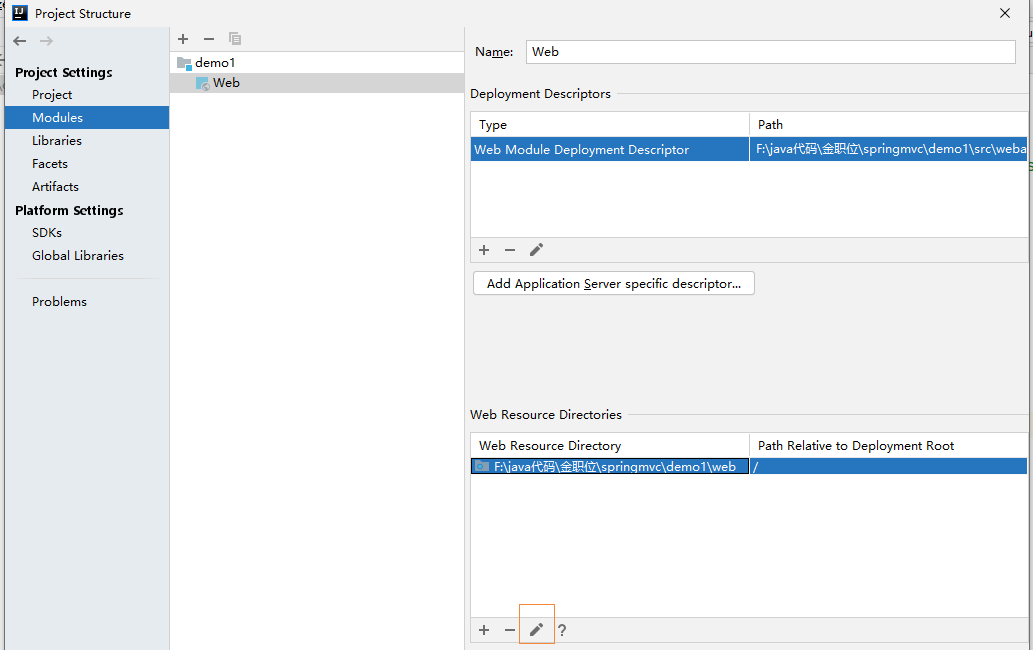 Project Structure
Project Settings
Project
Modules
Libraries
Facets
Artifacts
Platform Settings
SDKs
Global Libraries
Problems
demo1
Web
Name: Web
Deployment Descriptors
Type Path
Web Module Deployment Descriptor F:\java代码\金职位\springmvc\demo1\src\weba
Add Application Server specific descriptor...
Web Resource Directories
Web Resource Directory Path Relative to Deployment Root
F:\java代码\金职位\springmvc\demo1\web /
?